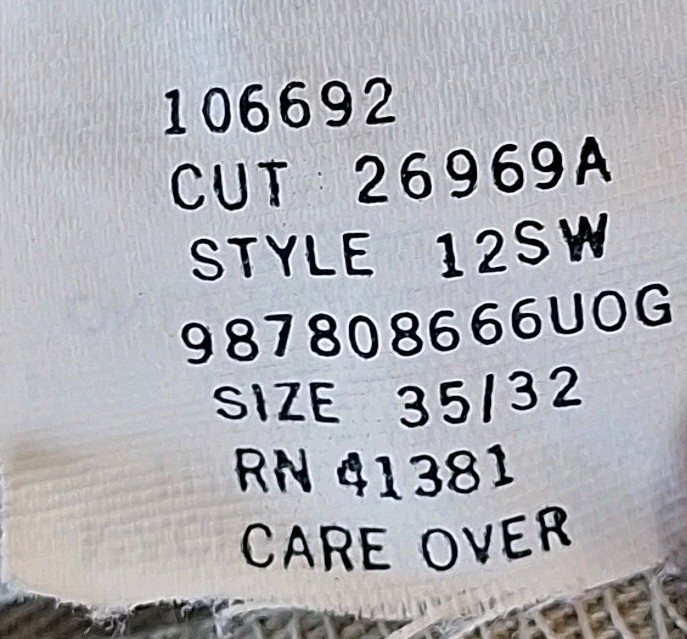 106692
CUT 26969A
STYLE 12SW
987808666UOG
SIZE 35/32
RN 41381
CARE OVER